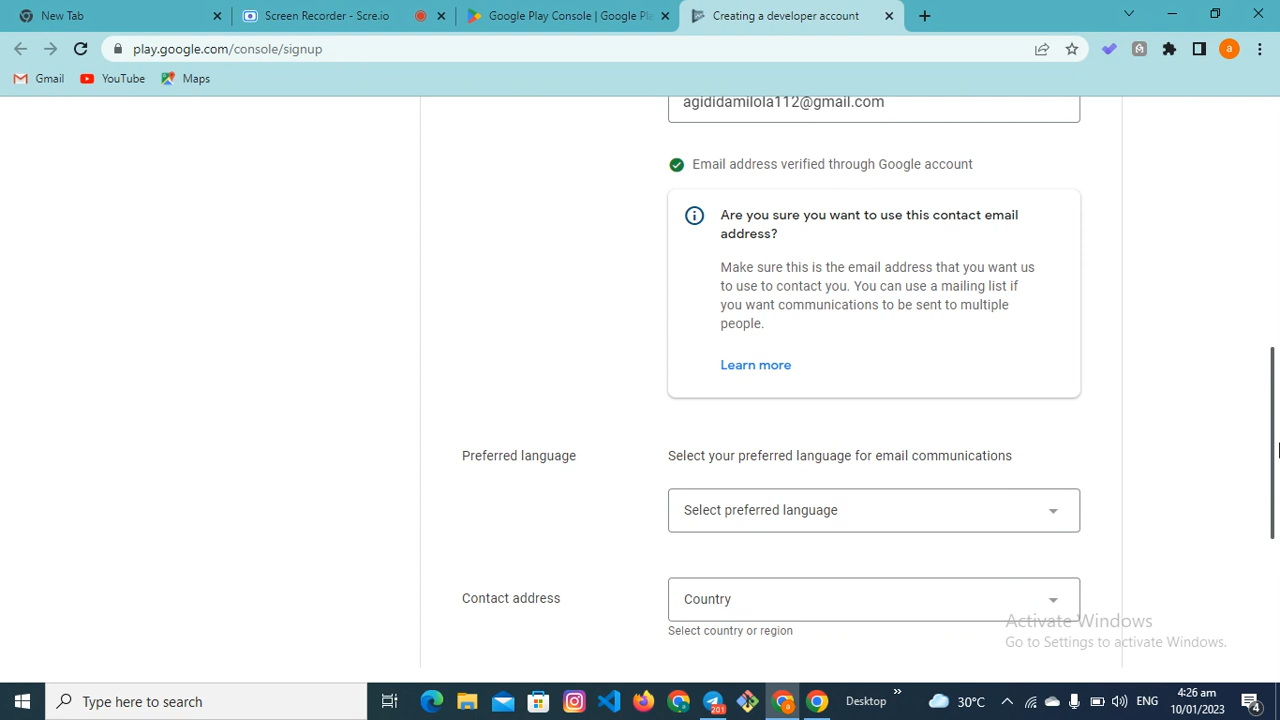 New Tab
Screen Recorder - Scre.io
Google Play Console | Google Pla
Creating a developer account
play.google.com/console/signup
a
Gmail
YouTube
Maps
agididamilola112@gmail.com
Email address verified through Google account
Are you sure you want to use this contact email
address?
Make sure this is the email address that you want us
to use to contact you. You can use a mailing list if
you want communications to be sent to multiple
people.
Learn more
Preferred language
Select your preferred language for email communications
Select preferred language
Contact address
Country
Select country or region
Activate Windows
Go to Settings to activate Windows.
Type here to search
201
Desktop
30°C
ENG
4:26 am
10/01/2023
4